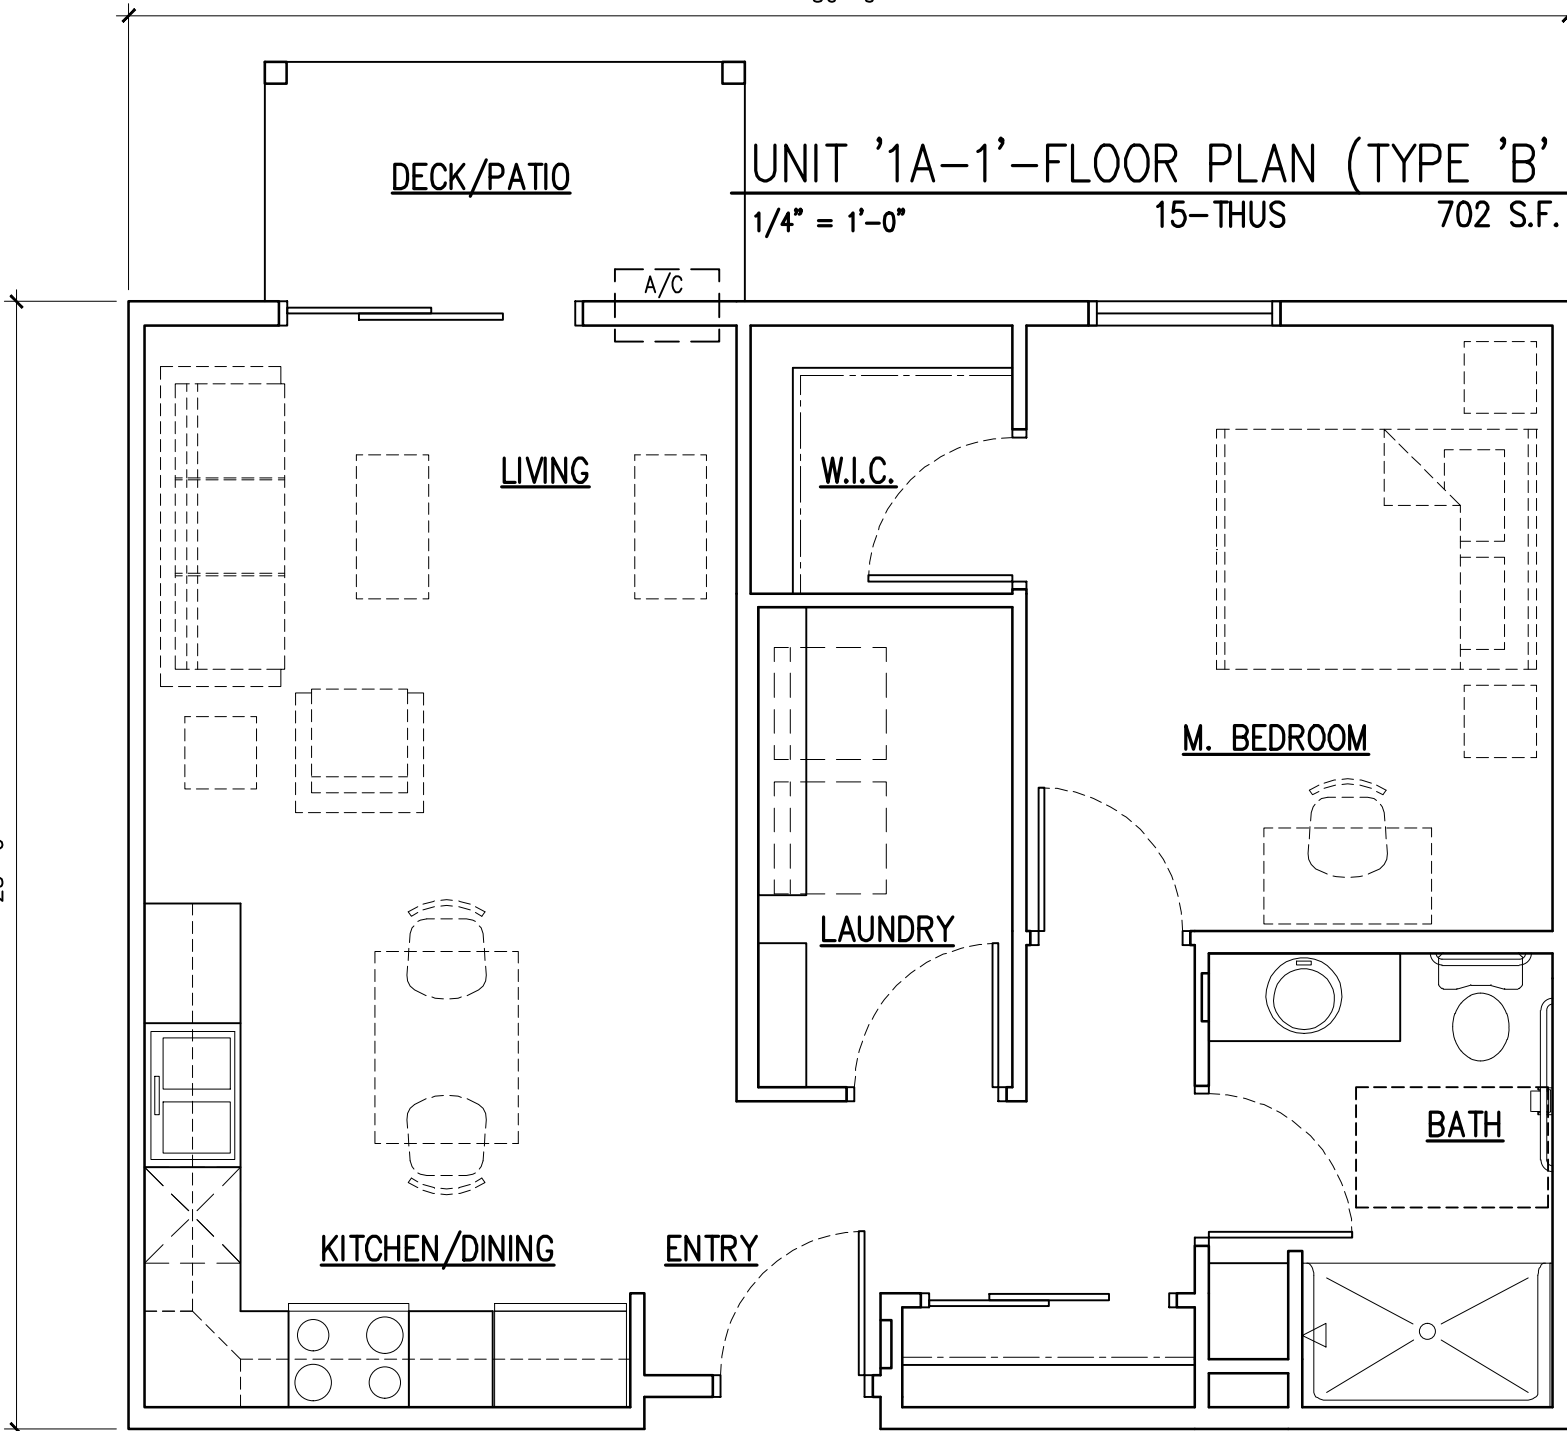 UNIT '1A-1'-FLOOR PLAN (TYPE 'B'
1/4" = 1'-0" 15-THUS 702 S.F.
DECK/PATIO
A/C
LIVING
W.I.C.
M. BEDROOM
LAUNDRY
BATH
KITCHEN/DINING
ENTRY